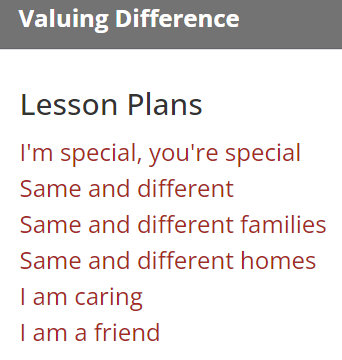 Valuing Difference
Lesson Plans
I'm special, you're special
Same and different
Same and different families
Same and different homes
I am caring
I am a friend